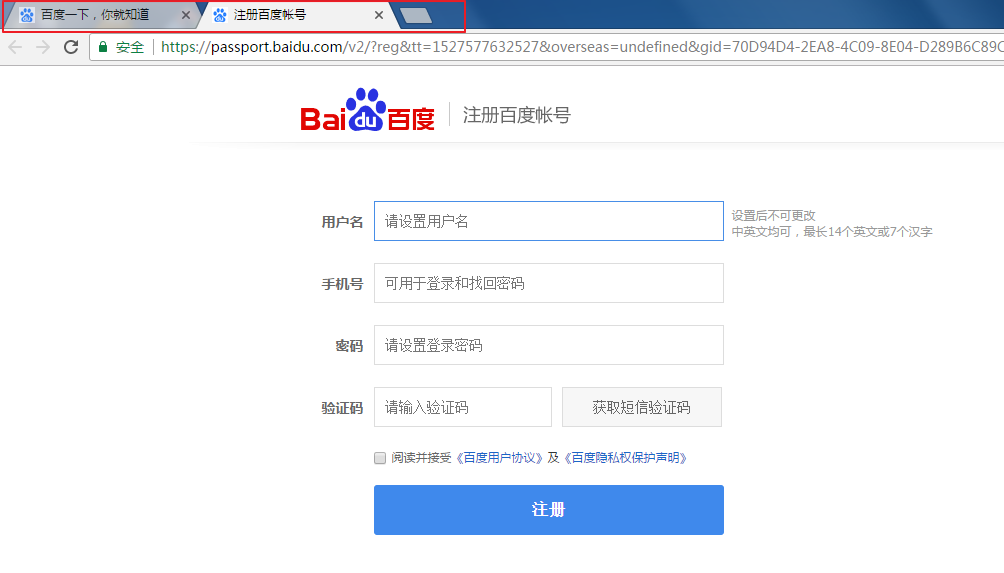 百度一下，你就知道
注册百度帐号
安全 https://passport.baidu.com/v2/?reg&tt=1527577632527&overseas=undefined&gid=70D94D4-2EA8-4C09-8E04-D289B6C89C
Bai du 百度 注册百度帐号
用户名 请设置用户名
设置后不可更改
中英文均可，最长14个英文或7个汉字
手机号 可用于登录和找回密码
密码 请设置登录密码
验证码 请输入验证码 获取短信验证码
阅读并接受《百度用户协议》及《百度隐私权保护声明》
注册